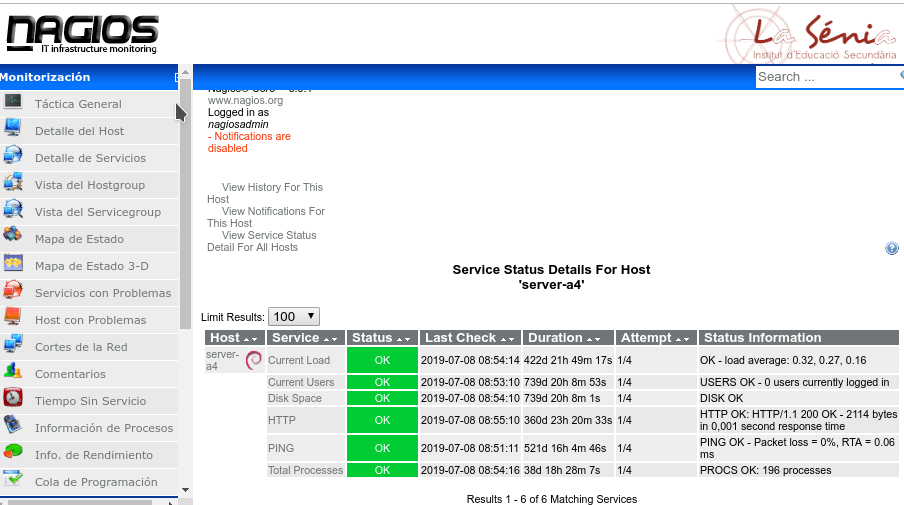 NAGIOS
IT infrastructure monitoring
La Sénia
Institut d'Educació Secundària
Monitorización
Search ...
Táctica General
Detalle del Host
Detalle de Servicios
Vista del Hostgroup
Vista del Servicegroup
Mapa de Estado
Mapa de Estado 3-D
Servicios con Problemas
Host con Problemas
Cortes de la Red
Comentarios
Tiempo Sin Servicio
Información de Procesos
Info. de Rendimiento
Cola de Programación
www.nagios.org
Logged in as
nagiosadmin
- Notifications are
disabled
View History For This
Host
View Notifications For
This Host
View Service Status
Detail For All Hosts
Service Status Details For Host
'server-a4'
Limit Results: 100
Host Service Status Last Check Duration Attempt Status Information
server-a4 Current Load OK 2019-07-08 08:54:14 422d 21h 49m 17s 1/4 OK - load average: 0.32, 0.27, 0.16
Current Users OK 2019-07-08 08:53:10 739d 20h 8m 53s 1/4 USERS OK - 0 users currently logged in
Disk Space OK 2019-07-08 08:54:10 739d 20h 8m 1s 1/4 DISK OK
HTTP OK 2019-07-08 08:55:10 360d 23h 20m 33s 1/4 HTTP OK: HTTP/1.1 200 OK - 2114 bytes
in 0,001 second response time
PING OK 2019-07-08 08:51:11 521d 16h 4m 46s 1/4 PING OK - Packet loss = 0%, RTA = 0.06
ms
Total Processes OK 2019-07-08 08:54:16 38d 18h 28m 7s 1/4 PROCS OK: 196 processes
Results 1 - 6 of 6 Matching Services